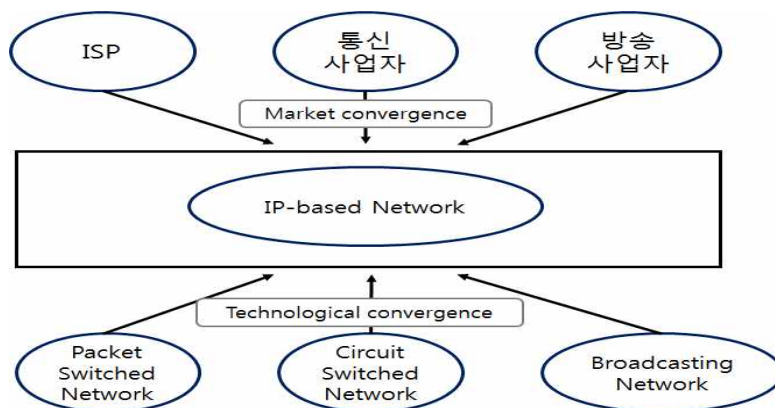 ISP
통신
사업자
방송
사업자
Market convergence
IP-based Network
Technological convergence
Packet
Switched
Network
Circuit
Switched
Network
Broadcasting
Network